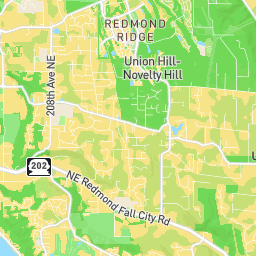 REDMOND
RIDGE
Union Hill-
Novelty Hill
208th Ave NE
202
NE Redmond Fall City Rd
U